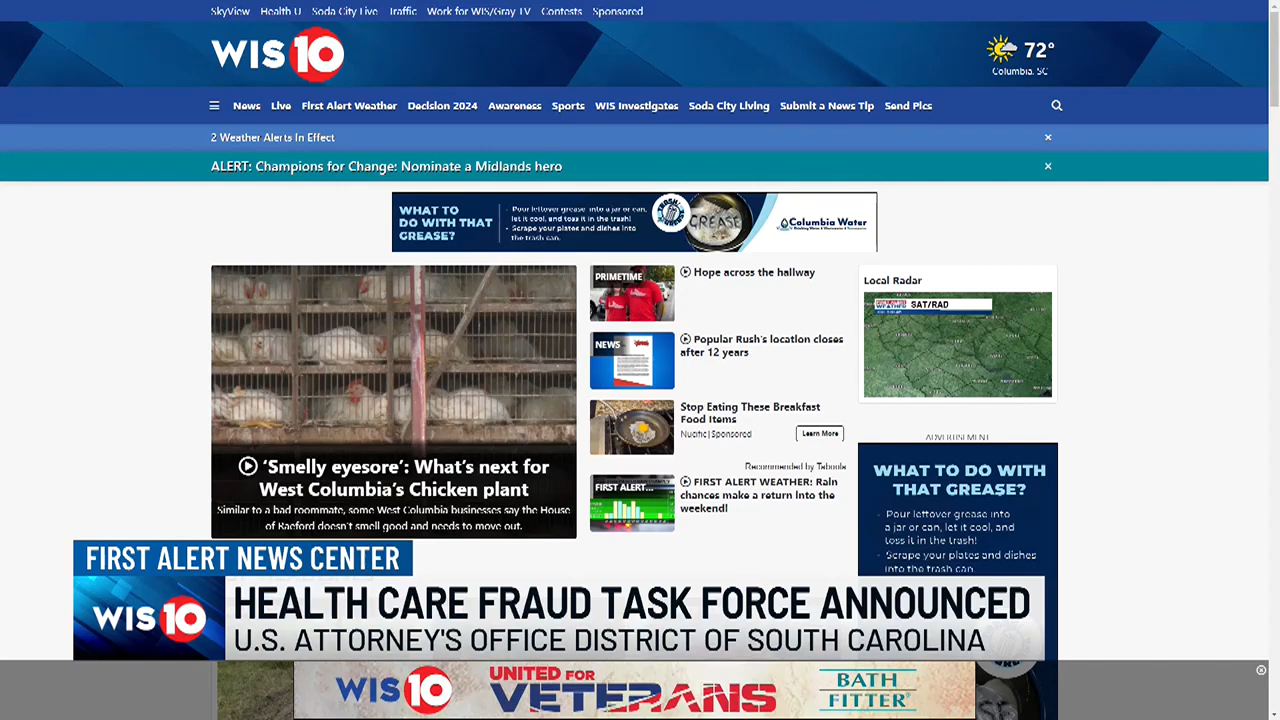 SkyView Health U Soda City Live Traffic Work for WIS/Gray TV Contests Sponsored
WIS10
72°
Columbia, SC
News Live First Alert Weather Decision 2024 Awareness Sports WIS Investigates Soda City Living Submit a News Tip Send Pics
2 Weather Alerts In Effect
ALERT: Champions for Change: Nominate a Midlands hero
WHAT TO
DO WITH THAT
GREASE?
- Pour leftover grease into a jar or can,
let it cool, and toss it in the trash!
- Scrape your plates and dishes into
the trash can.
GREASE
Columbia Water
‘Smelly eyesore’: What’s next for
West Columbia’s Chicken plant
Similar to a bad roommate, some West Columbia businesses say the House
of Raeford doesn’t smell good and needs to move out.
PRIMETIME
Hope across the hallway
NEWS
Popular Rush’s location closes
after 12 years
Stop Eating These Breakfast
Food Items
Nucific | Sponsored
Learn More
Recommended by Taboola
FIRST ALERT...
FIRST ALERT WEATHER: Rain
chances make a return into the
weekend!
Local Radar
SAT/RAD
ADVERTISEMENT
WHAT TO DO WITH
THAT GREASE?
- Pour leftover grease into
a jar or can, let it cool, and
toss it in the trash!
- Scrape your plates and dishes
into the trash can.
FIRST ALERT NEWS CENTER
WIS10
HEALTH CARE FRAUD TASK FORCE ANNOUNCED
U.S. ATTORNEY'S OFFICE DISTRICT OF SOUTH CAROLINA
WIS10
UNITED FOR
VETERANS
BATH
FITTER®